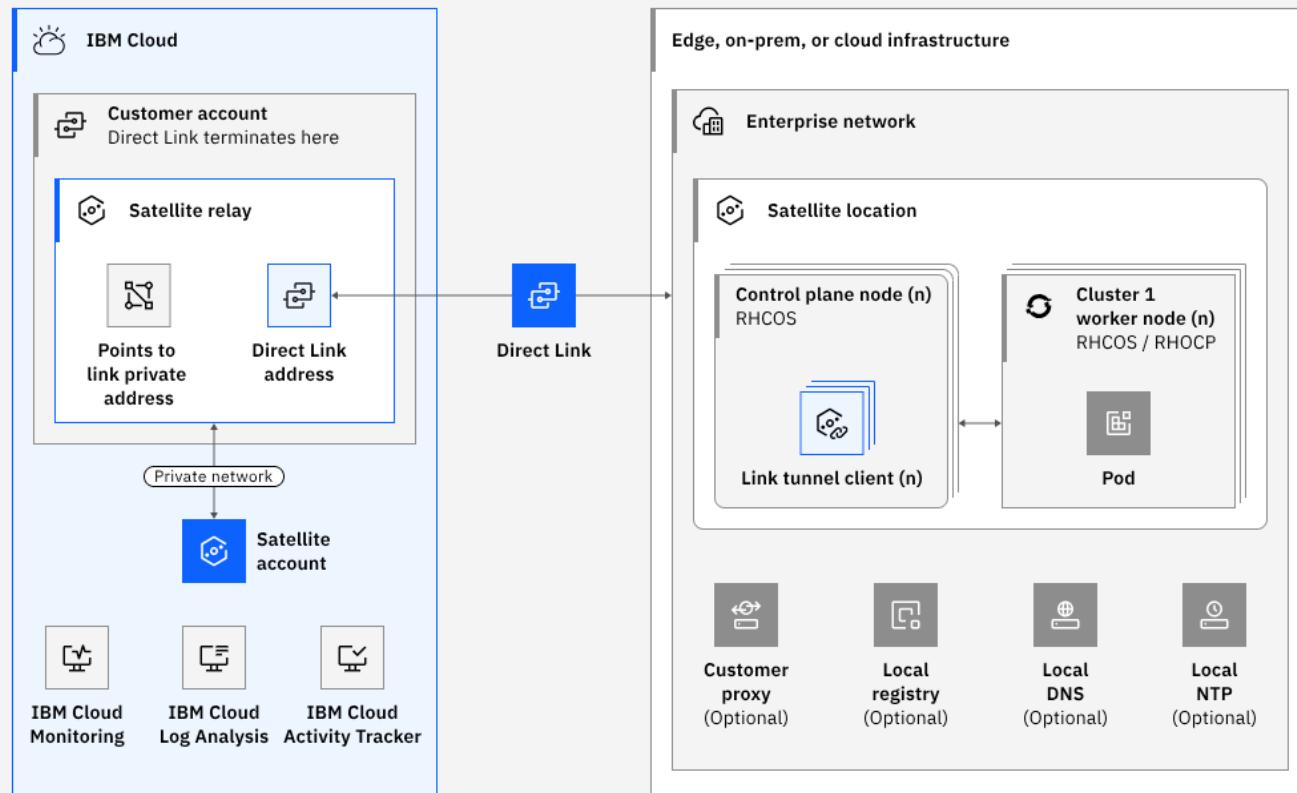 IBM Cloud
Customer account
Direct Link terminates here
Satellite relay
Points to
link private
address
Direct Link
address
Private network
Satellite
account
IBM Cloud
Monitoring
IBM Cloud
Log Analysis
IBM Cloud
Activity Tracker
Direct Link
Edge, on-prem, or cloud infrastructure
Enterprise network
Satellite location
Control plane node (n)
RHCOS
Link tunnel client (n)
Cluster 1
worker node (n)
RHCOS / RHOCP
Pod
Customer
proxy
(Optional)
Local
registry
(Optional)
Local
DNS
(Optional)
Local
NTP
(Optional)